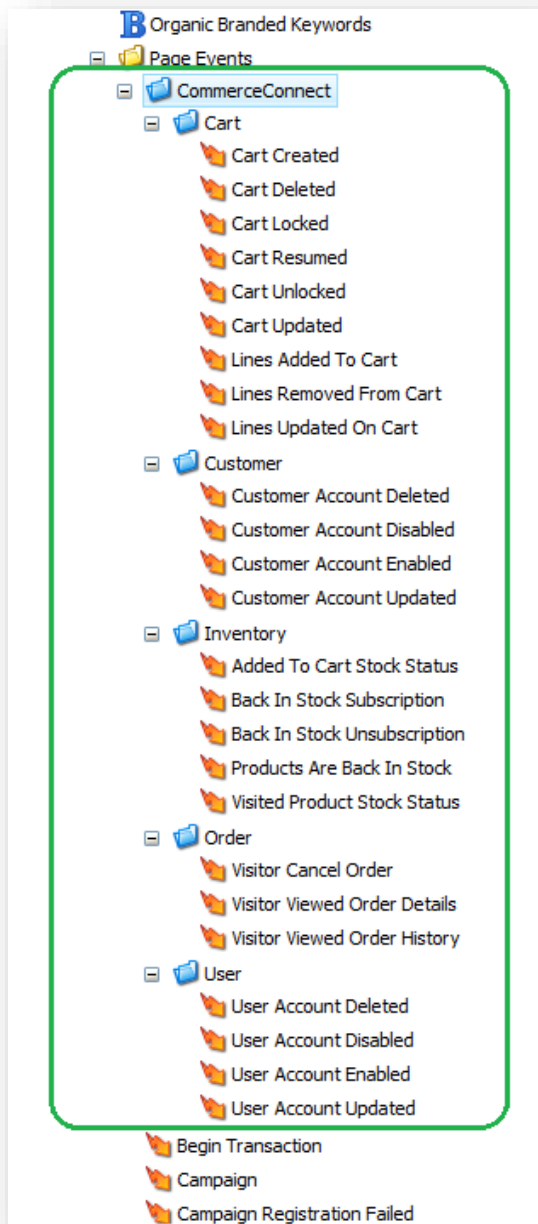 Organic Branded Keywords
Page Events
CommerceConnect
Cart
Cart Created
Cart Deleted
Cart Locked
Cart Resumed
Cart Unlocked
Cart Updated
Lines Added To Cart
Lines Removed From Cart
Lines Updated On Cart
Customer
Customer Account Deleted
Customer Account Disabled
Customer Account Enabled
Customer Account Updated
Inventory
Added To Cart Stock Status
Back In Stock Subscription
Back In Stock Unsubscription
Products Are Back In Stock
Visited Product Stock Status
Order
Visitor Cancel Order
Visitor Viewed Order Details
Visitor Viewed Order History
User
User Account Deleted
User Account Disabled
User Account Enabled
User Account Updated
Begin Transaction
Campaign
Campaign Registration Failed